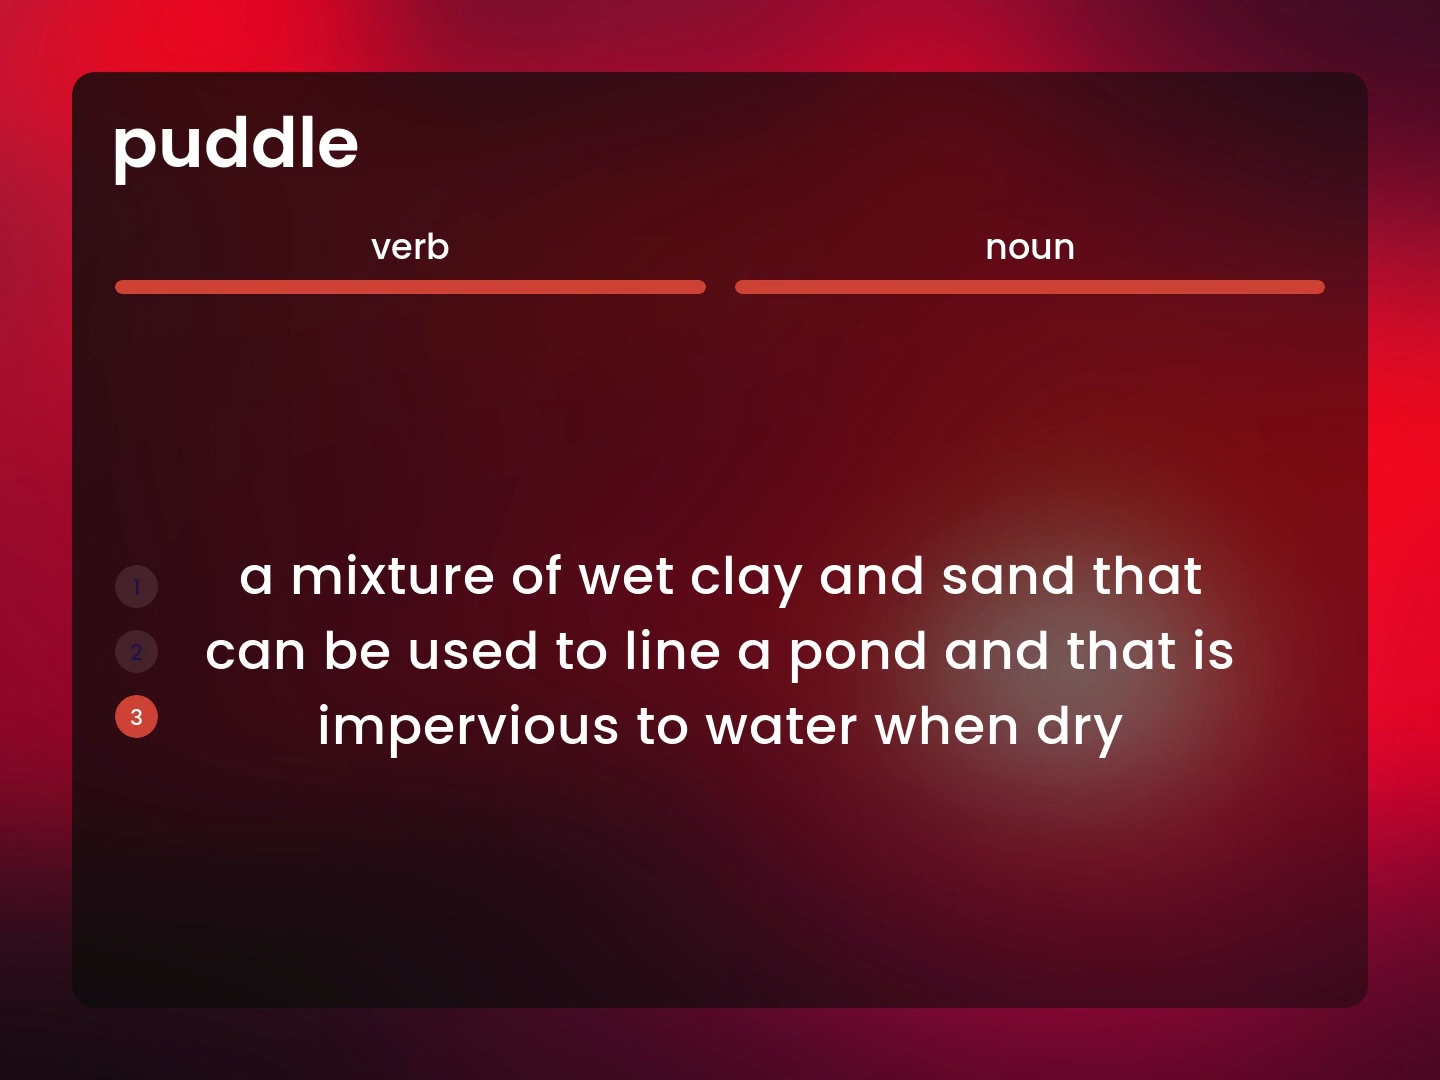 puddle
verb
noun
a mixture of wet clay and sand that
can be used to line a pond and that is
impervious to water when dry
1
2
3